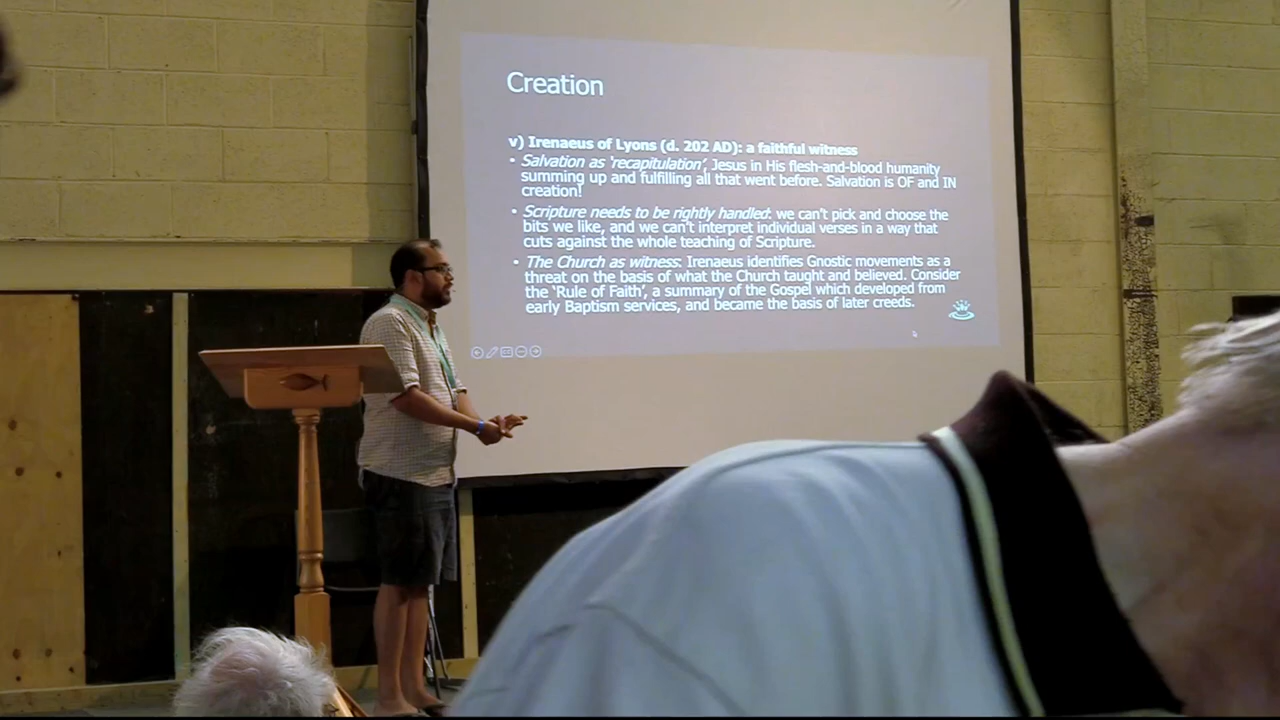 Creation
v) Irenaeus of Lyons (d. 202 AD): a faithful witness
• Salvation as 'recapitulation', Jesus in His flesh-and-blood humanity
summing up and fulfilling all that went before. Salvation is OF and IN
creation!
• Scripture needs to be rightly handled: we can't pick and choose the
bits we like, and we can't interpret individual verses in a way that
cuts against the whole teaching of Scripture.
• The Church as witness: Irenaeus identifies Gnostic movements as a
threat on the basis of what the Church taught and believed. Consider
the 'Rule of Faith', a summary of the Gospel which developed from
early Baptism services, and became the basis of later creeds.